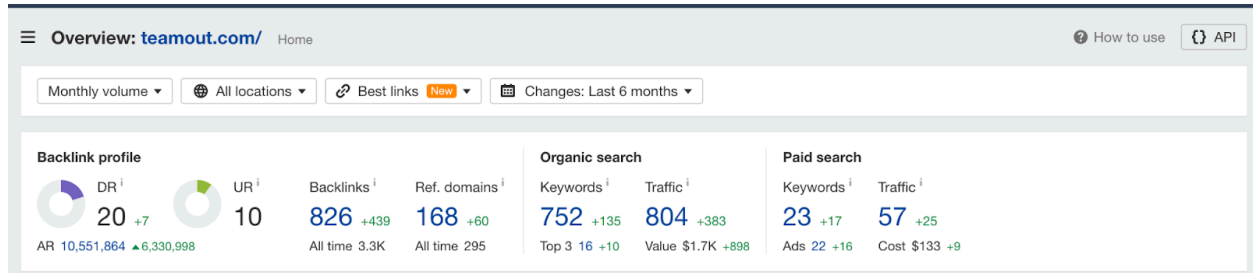 Overview: teamout.com/ Home How to use {} API
Monthly volume All locations Best links New Changes: Last 6 months
Backlink profile Organic search Paid search
DR i UR i Backlinks i Ref. domains i Keywords i Traffic i Keywords i Traffic i
20 +7 10 826 +439 168 +60 752 +135 804 +383 23 +17 57 +25
AR 10,551,864 ▲6,330,998 All time 3.3K All time 295 Top 3 16 +10 Value $1.7K +898 Ads 22 +16 Cost $133 +9